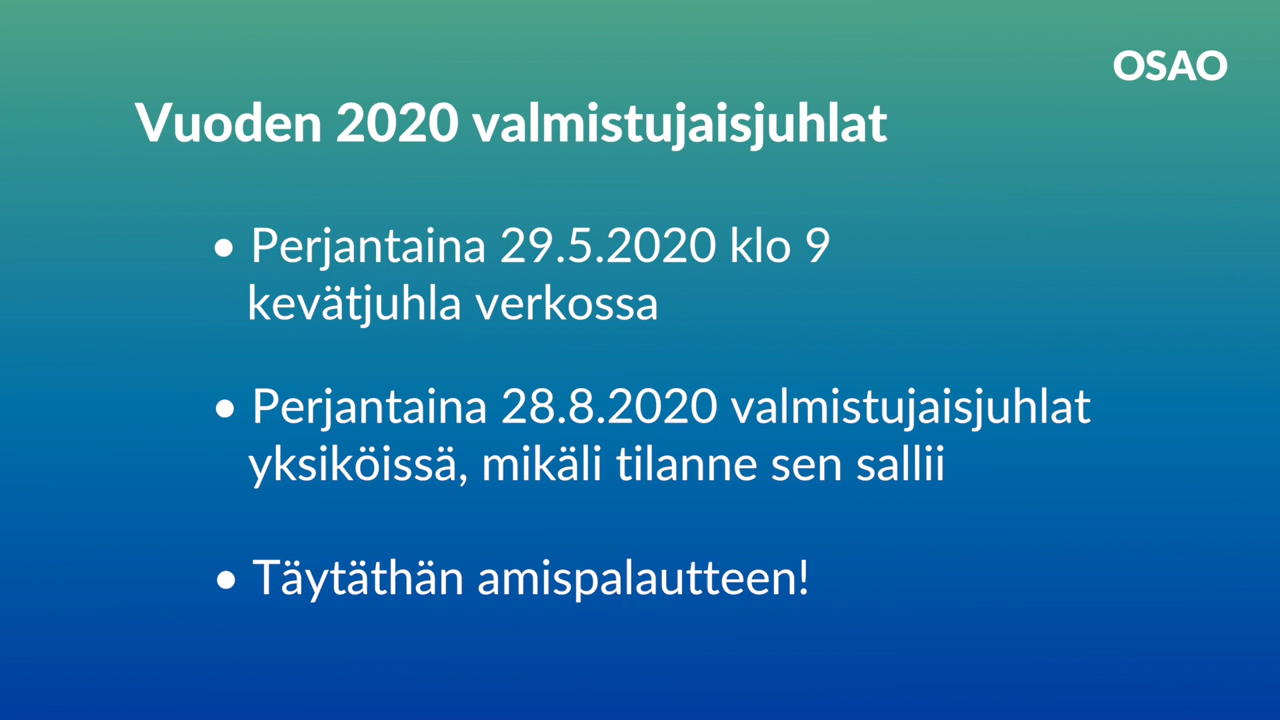 OSAO
Vuoden 2020 valmistujaisjuhlat
• Perjantaina 29.5.2020 klo 9
kevätjuhla verkossa
• Perjantaina 28.8.2020 valmistujaisjuhlat
yksiköissä, mikäli tilanne sen sallii
• Täytäthän amispalautteen!